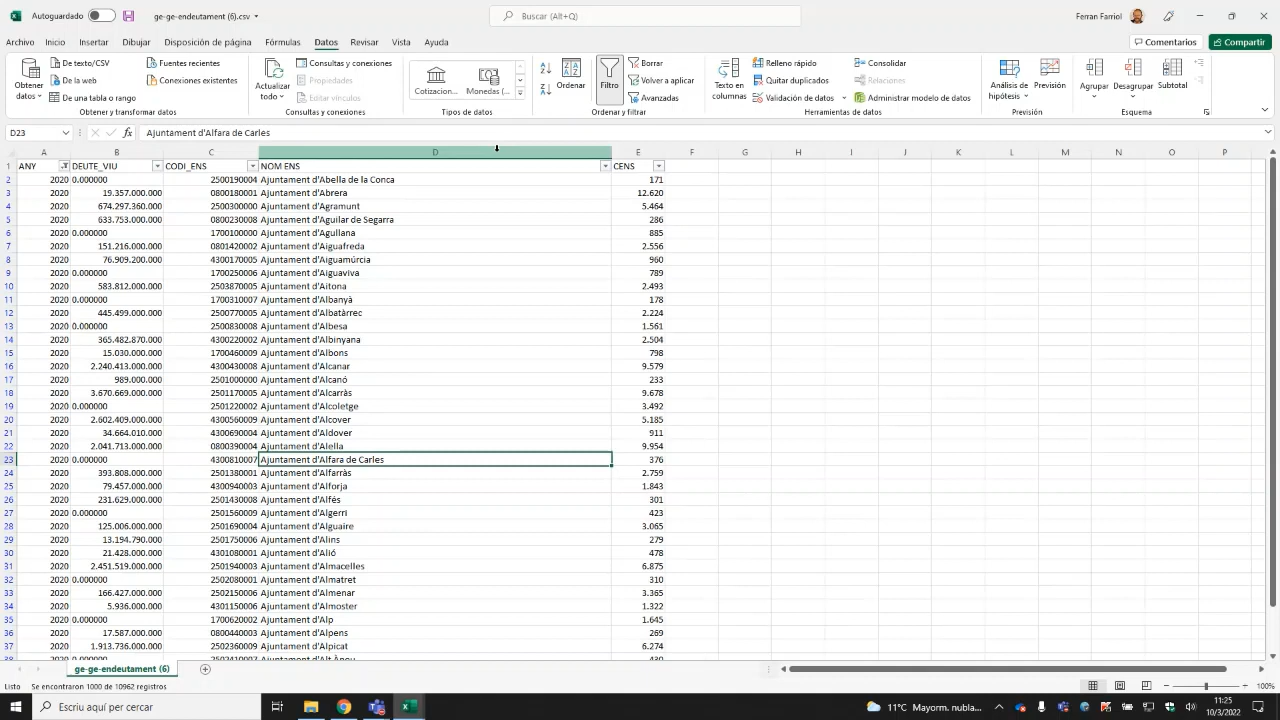 Autoguardado
ge-ge-endeutament (6).csv
Buscar (Alt+Q)
Ferran Farriol
Archivo Inicio Insertar Dibujar Disposición de página Fórmulas Datos Revisar Vista Ayuda
Comentarios Compartir
Obtener datos
De texto/CSV
De la web
De una tabla o rango
Fuentes recientes
Conexiones existentes
Obtener y transformar datos
Actualizar todo
Consultas y conexiones
Propiedades
Editar vínculos
Consultas y conexiones
Cotizacion...
Monedas (...
Tipos de datos
Ordenar
Filtro
Borrar
Volver a aplicar
Avanzadas
Ordenar y filtrar
Texto en columnas
Relleno rápido
Quitar duplicados
Validación de datos
Consolidar
Relaciones
Administrar modelo de datos
Herramientas de datos
Análisis de hipótesis
Previsión
Previsión
Agrupar
Desagrupar
Subtotal
Esquema
D23 fx Ajuntament d'Alfara de Carles
A B C D E F G H I J K L M N O P
1 ANY DEUTE_VIU CODI_ENS NOM ENS CENS
2 2020 0.000000 2500190004 Ajuntament d'Abella de la Conca 171
3 2020 19.357.000.000 0800180001 Ajuntament d'Abrera 12.620
4 2020 674.297.360.000 2500300000 Ajuntament d'Agramunt 5.464
5 2020 633.753.000.000 0800230008 Ajuntament d'Aguilar de Segarra 286
6 2020 0.000000 1700100000 Ajuntament d'Agullana 885
7 2020 151.216.000.000 0801420002 Ajuntament d'Aiguafreda 2.556
8 2020 76.909.200.000 4300170005 Ajuntament d'Aiguamúrcia 960
9 2020 0.000000 1700250006 Ajuntament d'Aiguaviva 789
10 2020 583.812.000.000 2503870005 Ajuntament d'Aitona 2.493
11 2020 0.000000 1700310007 Ajuntament d'Albanyà 178
12 2020 445.499.000.000 2500770005 Ajuntament d'Albatàrrec 2.224
13 2020 0.000000 2500830008 Ajuntament d'Albesa 1.561
14 2020 365.482.870.000 4300220002 Ajuntament d'Albinyana 2.504
15 2020 15.030.000.000 1700460009 Ajuntament d'Albons 798
16 2020 2.240.413.000.000 4300430008 Ajuntament d'Alcanar 9.579
17 2020 989.000.000 2501000000 Ajuntament d'Alcanó 233
18 2020 3.670.669.000.000 2501170005 Ajuntament d'Alcarràs 9.678
19 2020 0.000000 2501220002 Ajuntament d'Alcoletge 3.492
20 2020 2.602.409.000.000 4300560009 Ajuntament d'Alcover 5.185
21 2020 34.664.010.000 4300690004 Ajuntament d'Aldover 911
22 2020 2.041.713.000.000 0800390004 Ajuntament d'Alella 9.954
23 2020 0.000000 4300810007 Ajuntament d'Alfara de Carles 376
24 2020 393.808.000.000 2501380001 Ajuntament d'Alfarràs 2.759
25 2020 79.457.000.000 4300940003 Ajuntament d'Alforja 1.843
26 2020 231.629.000.000 2501430008 Ajuntament d'Alfés 301
27 2020 0.000000 2501560009 Ajuntament d'Algerri 423
28 2020 125.006.000.000 2501690004 Ajuntament d'Alguaire 3.065
29 2020 13.194.790.000 2501750006 Ajuntament d'Alins 279
30 2020 21.428.000.000 4301080001 Ajuntament d'Alió 478
31 2020 2.451.519.000.000 2501940003 Ajuntament d'Almacelles 6.875
32 2020 0.000000 2502080001 Ajuntament d'Almatret 310
33 2020 166.427.000.000 2502150006 Ajuntament d'Almenar 3.365
34 2020 5.936.000.000 4301150006 Ajuntament d'Almoster 1.322
35 2020 0.000000 1700620002 Ajuntament d'Alp 1.645
36 2020 17.587.000.000 0800440003 Ajuntament d'Alpens 269
37 2020 1.913.736.000.000 2502360009 Ajuntament d'Alpicat 6.274
38 2020 0.000000 2502410007 Ajuntament d'Alt Àneu 430
ge-ge-endeutament (6)
Listo Se encontraron 1000 de 10962 registros
100%
Escriu aquí per cercar
11°C Mayorm. nubla...
11:25
10/3/2022